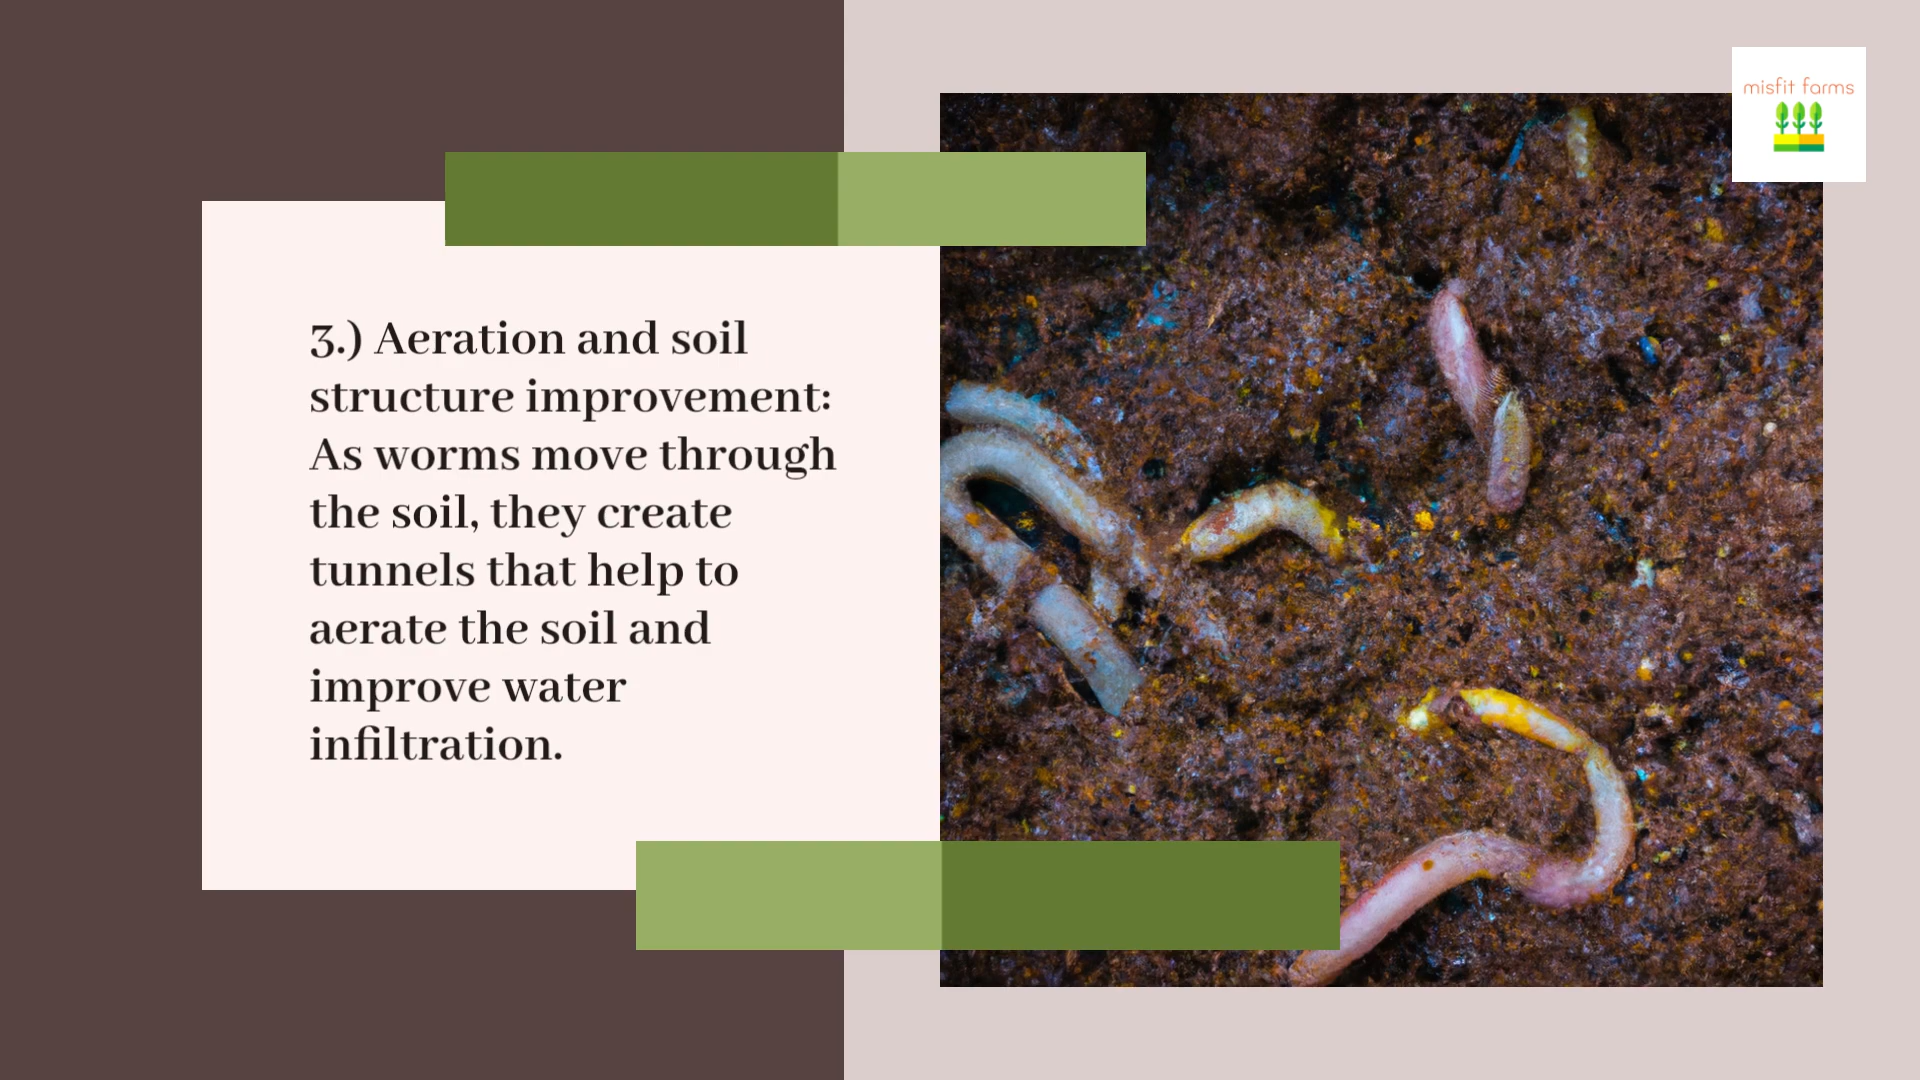 misfit farms
3.) Aeration and soil
structure improvement:
As worms move through
the soil, they create
tunnels that help to
aerate the soil and
improve water
infiltration.